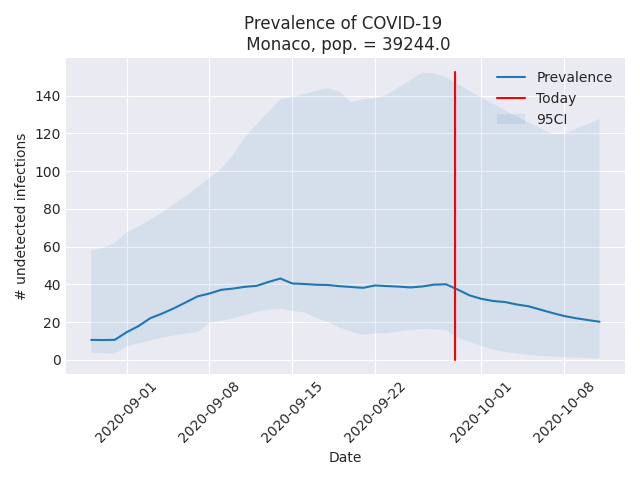 Prevalence of COVID-19
Monaco, pop. = 39244.0
Prevalence
Today
95CI
# undetected infections
140
120
100
80
60
40
20
0
2020-09-01
2020-09-08
2020-09-15
2020-09-22
2020-10-01
2020-10-08
Date